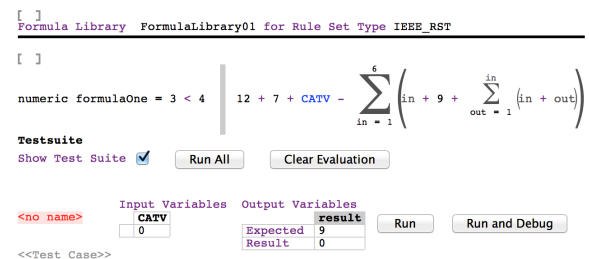 [ ]
Formula Library FormulaLibrary01 for Rule Set Type IEEE_RST
[ ]
numeric formulaOne = 3 < 4 | 12 + 7 + CATV - ∑ in = 1 6 (in + 9 + ∑ out = 1 in (in + out))
Testsuite
Show Test Suite ✓ Run All Clear Evaluation
Input Variables Output Variables
<no name> CATV result Run Run and Debug
0 Expected 9
Result 0
<<Test Case>>